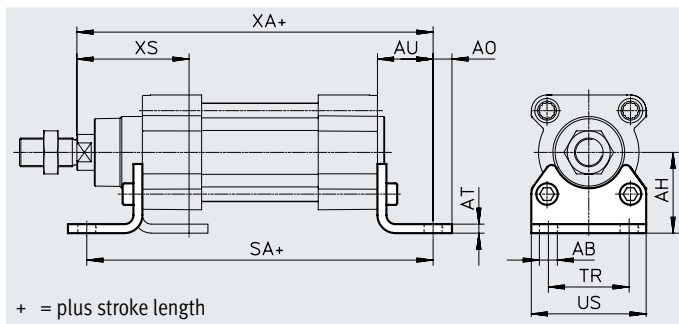 XA+
XS
AU
AO
AT
SA+
AH
AB
TR
US
+ = plus stroke length